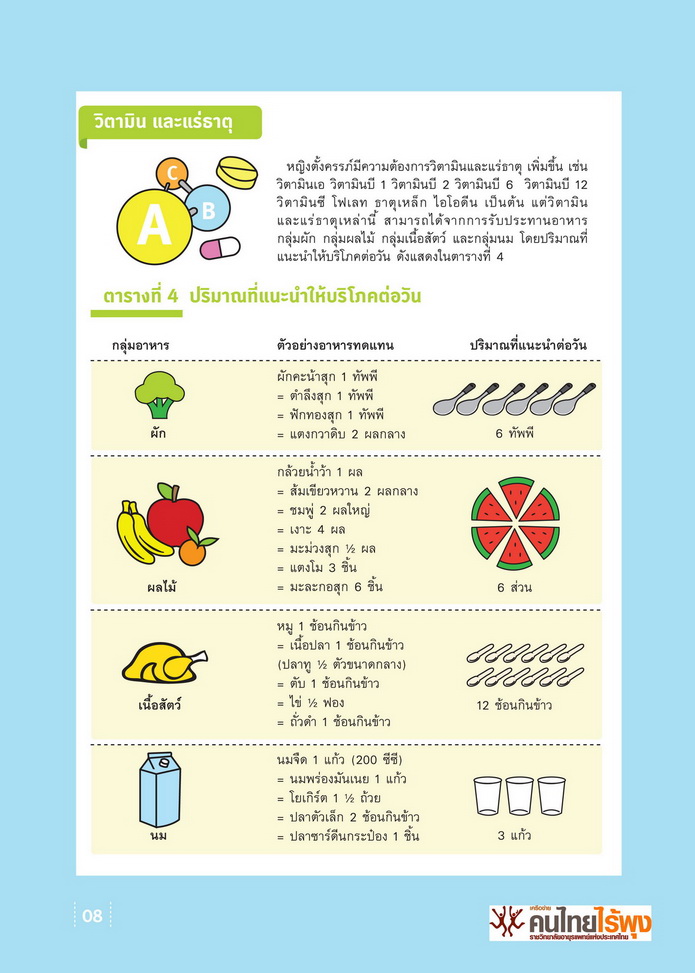 วิตามิน และแร่ธาตุ
C
A
B
หญิงตั้งครรภ์มีความต้องการวิตามินและแร่ธาตุ เพิ่มขึ้น เช่น
วิตามินเอ วิตามินบี 1 วิตามินบี 2 วิตามินบี 6 วิตามินบี 12
วิตามินซี โฟเลท ธาตุเหล็ก ไอโอดีน เป็นต้น แต่วิตามิน
และแร่ธาตุเหล่านี้ สามารถได้จากการรับประทานอาหาร
กลุ่มผัก กลุ่มผลไม้ กลุ่มเนื้อสัตว์ และกลุ่มนม โดยปริมาณที่
แนะนำให้บริโภคต่อวัน ดังแสดงในตารางที่ 4
ตารางที่ 4 ปริมาณที่แนะนำให้บริโภคต่อวัน
กลุ่มอาหาร ตัวอย่างอาหารทดแทน ปริมาณที่แนะนำต่อวัน
ผักคะน้าสุก 1 ทัพพี
= ตำลึงสุก 1 ทัพพี
= ฟักทองสุก 1 ทัพพี
= แตงกวาดิบ 2 ผลกลาง
ผัก
6 ทัพพี
กล้วยน้ำว้า 1 ผล
= ส้มเขียวหวาน 2 ผลกลาง
= ชมพู่ 2 ผลใหญ่
= เงาะ 4 ผล
= มะม่วงสุก ½ ผล
= แตงโม 3 ชิ้น
= มะละกอสุก 6 ชิ้น
ผลไม้
6 ส่วน
หมู 1 ช้อนกินข้าว
= เนื้อปลา 1 ช้อนกินข้าว
(ปลาทู ½ ตัวขนาดกลาง)
= ตับ 1 ช้อนกินข้าว
= ไข่ ½ ฟอง
= ถั่วดำ 1 ช้อนกินข้าว
เนื้อสัตว์
12 ช้อนกินข้าว
นมจืด 1 แก้ว (200 ซีซี)
= นมพร่องมันเนย 1 แก้ว
= โยเกิร์ต 1 ½ ถ้วย
= ปลาตัวเล็ก 2 ช้อนกินข้าว
= ปลาซาร์ดีนกระป๋อง 1 ชิ้น
นม
3 แก้ว
08
เครือข่าย
คนไทยไร้พุง
ราชวิทยาลัยอายุรแพทย์แห่งประเทศไทย